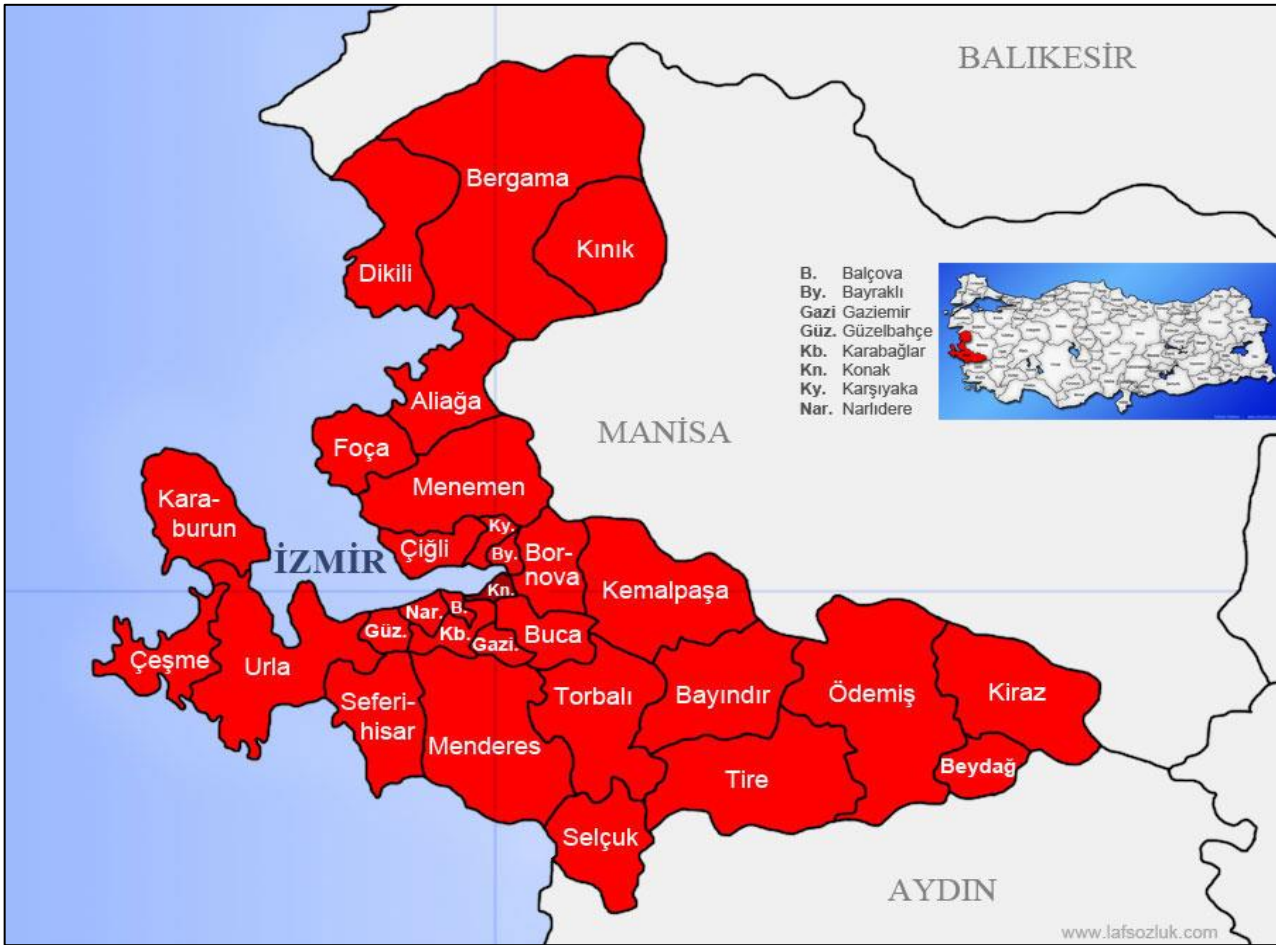 BALIKESİR
Bergama
Kınık
Dikili
B. Balçova
By. Bayraklı
Gazi Gaziemir
Güz. Güzelbahçe
Kb. Karabağlar
Kn. Konak
Ky. Karşıyaka
Nar. Narlıdere
Aliağa
MANİSA
Foça
Menemen
Kara-
burun
Ky.
Çiğli
By.
Bor-
nova
İZMİR
Kn.
Kemalpaşa
Nar.
B.
Güz.
Kb.
Gazi.
Buca
Çeşme
Urla
Seferi-
hisar
Menderes
Torbalı
Bayındır
Ödemiş
Kiraz
Beydağ
Tire
Selçuk
AYDIN
www.lafsozluk.com